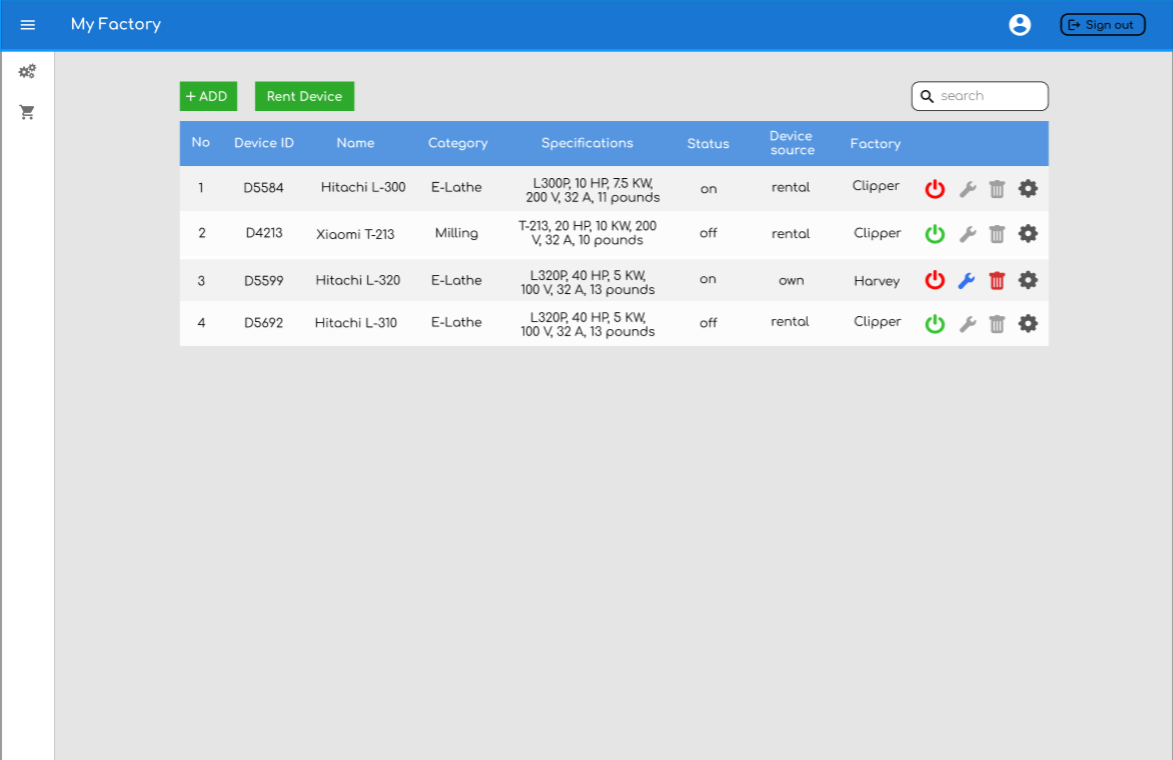 My Factory
Sign out
+ ADD
Rent Device
search
No Device ID Name Category Specifications Status Device source Factory
1 D5584 Hitachi L-300 E-Lathe L300P, 10 HP, 7.5 KW, 200 V, 32 A, 11 pounds on rental Clipper
2 D4213 Xiaomi T-213 Milling T-213, 20 HP, 10 KW, 200 V, 32 A, 10 pounds off rental Clipper
3 D5599 Hitachi L-320 E-Lathe L320P, 40 HP, 5 KW, 100 V, 32 A, 13 pounds on own Harvey
4 D5692 Hitachi L-310 E-Lathe L320P, 40 HP, 5 KW, 100 V, 32 A, 13 pounds off rental Clipper